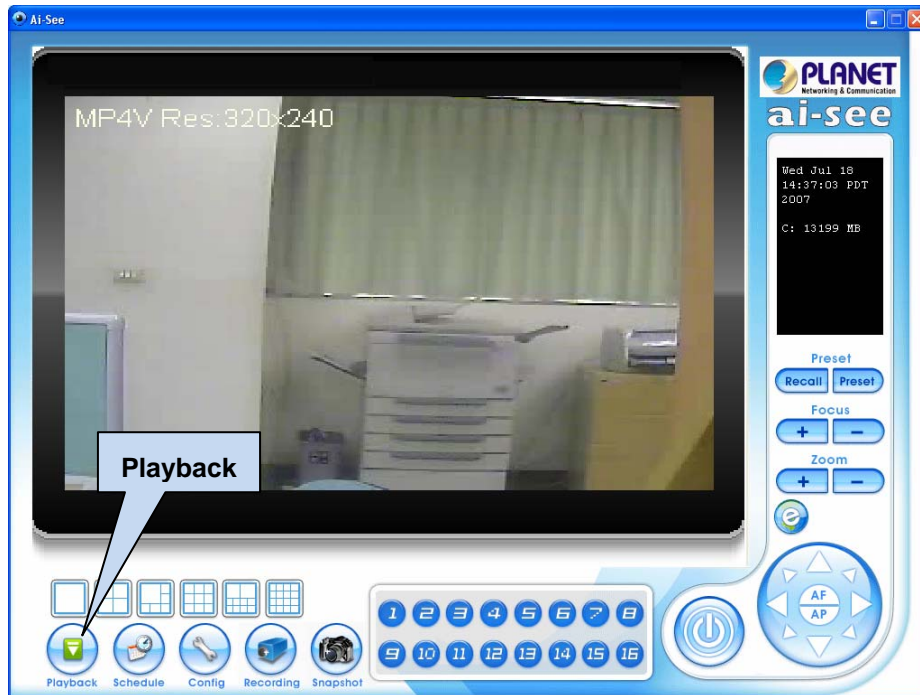 Ai-See
PLANET
Networking & Communication
ai-see
MP4V Res:320x240
Wed Jul 18
14:37:03 PDT
2007
C: 13199 MB
Preset
Recall Preset
Focus
+ −
Zoom
+ −
e
AF
AP
Playback
1 2 3 4 5 6 7 8
9 10 11 12 13 14 15 16
Playback Schedule Config Recording Snapshot